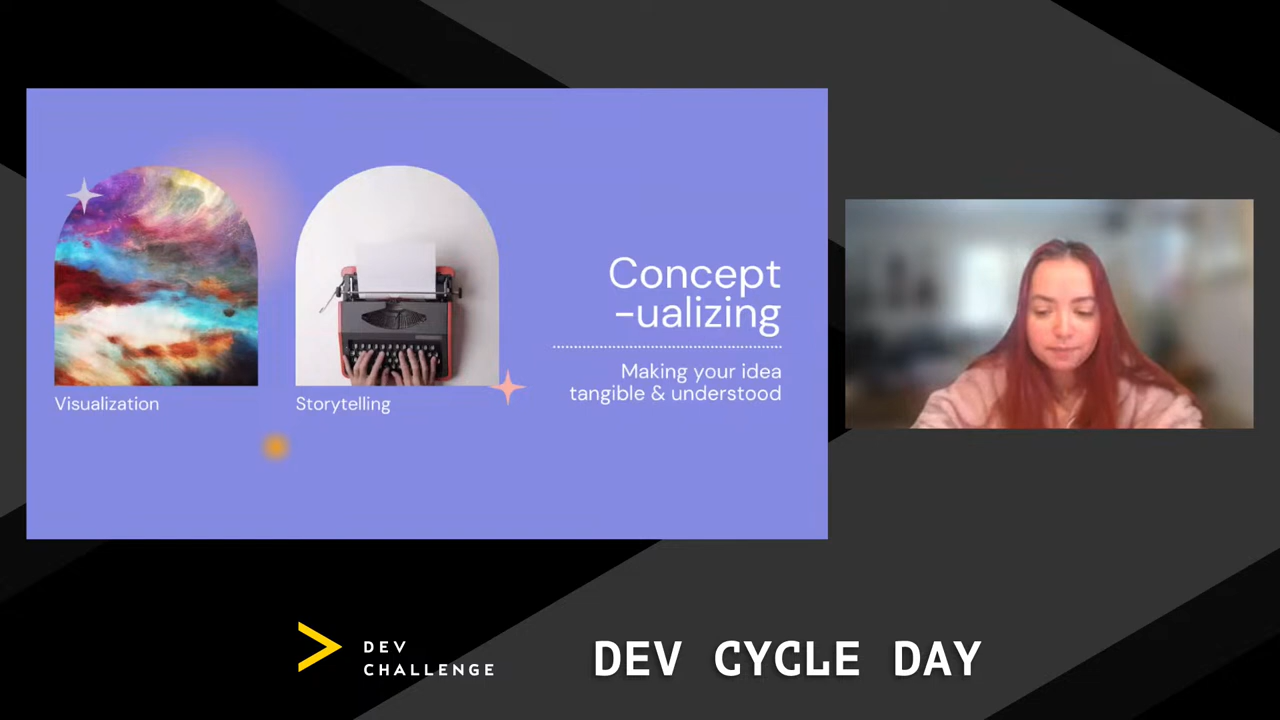 Visualization
Storytelling
Concept
-ualizing
Making your idea
tangible & understood
DEV
CHALLENGE
DEV CYCLE DAY